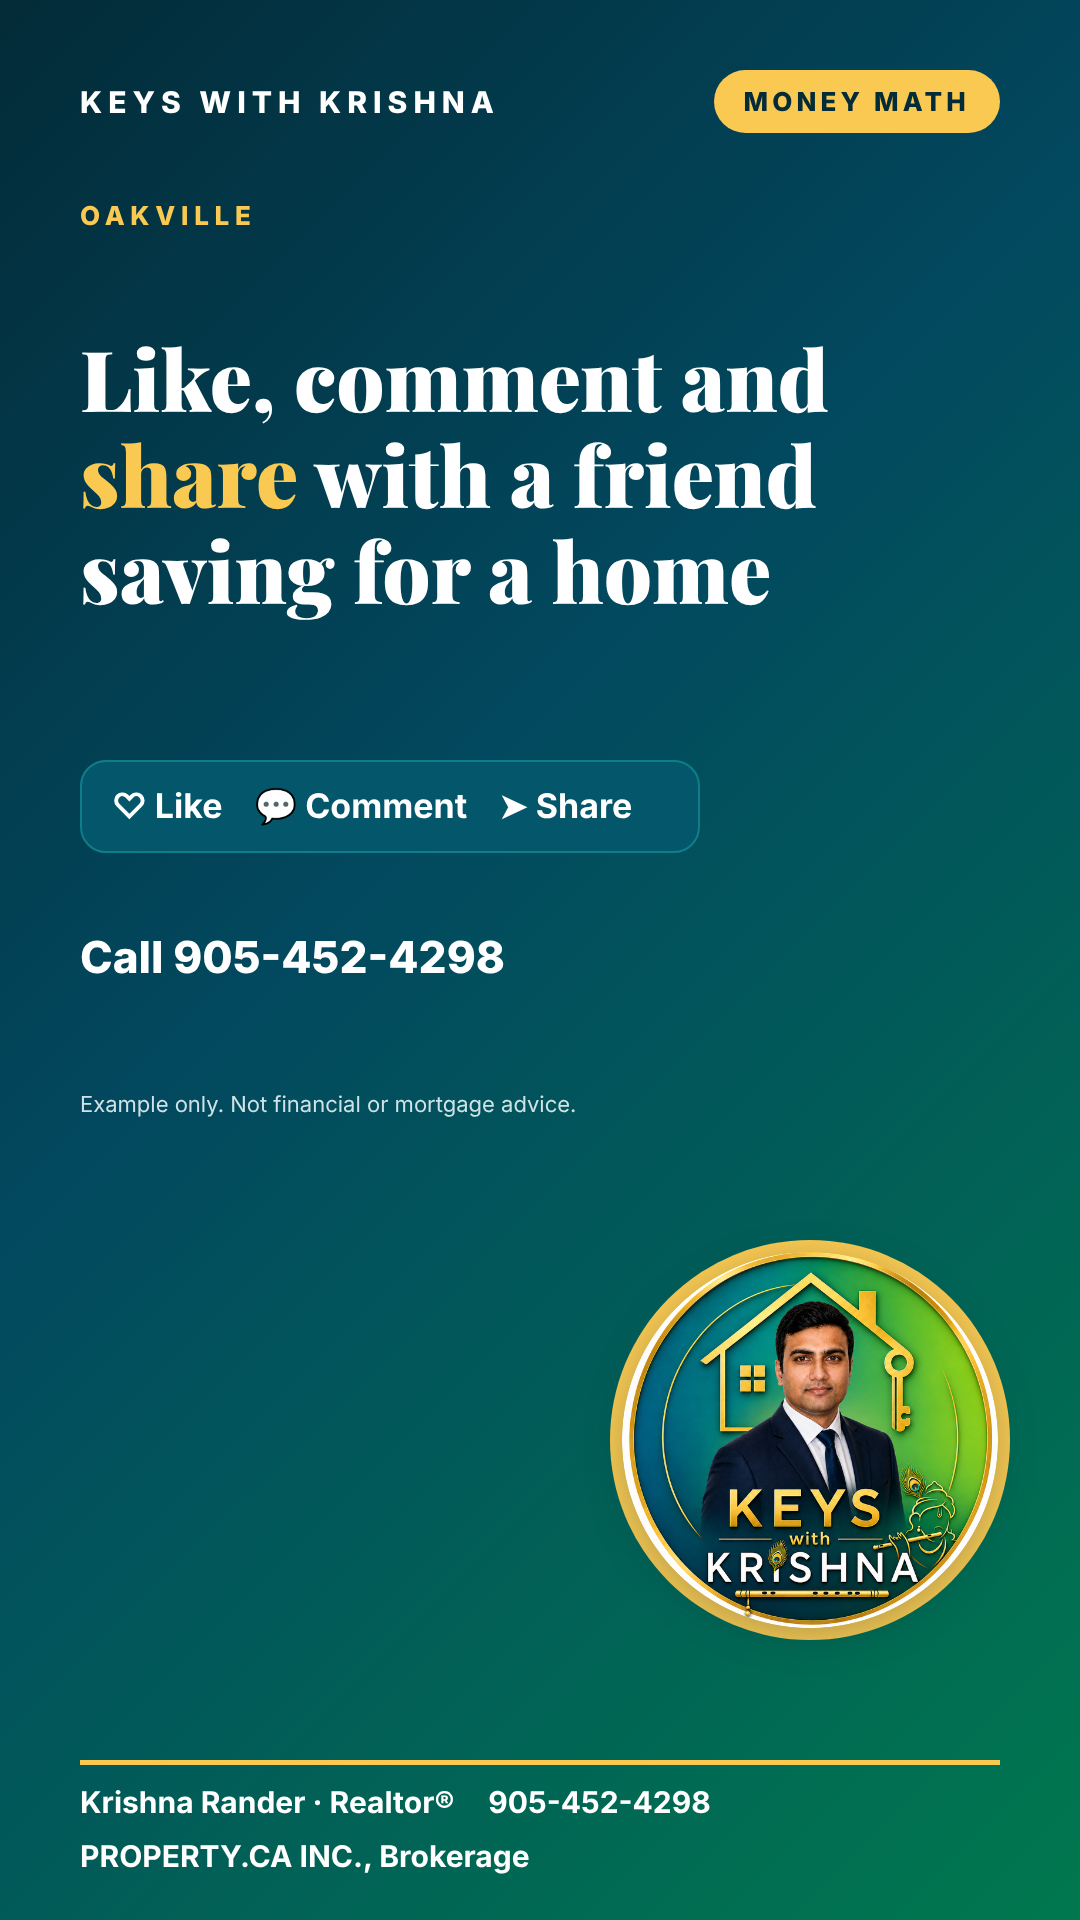 KEYS WITH KRISHNA
MONEY MATH
OAKVILLE
Like, comment and
share with a friend
saving for a home
♡ Like 💬 Comment ➤ Share
Call 905-452-4298
Example only. Not financial or mortgage advice.
KEYS
with
KRISHNA
Krishna Rander · Realtor® 905-452-4298
PROPERTY.CA INC., Brokerage